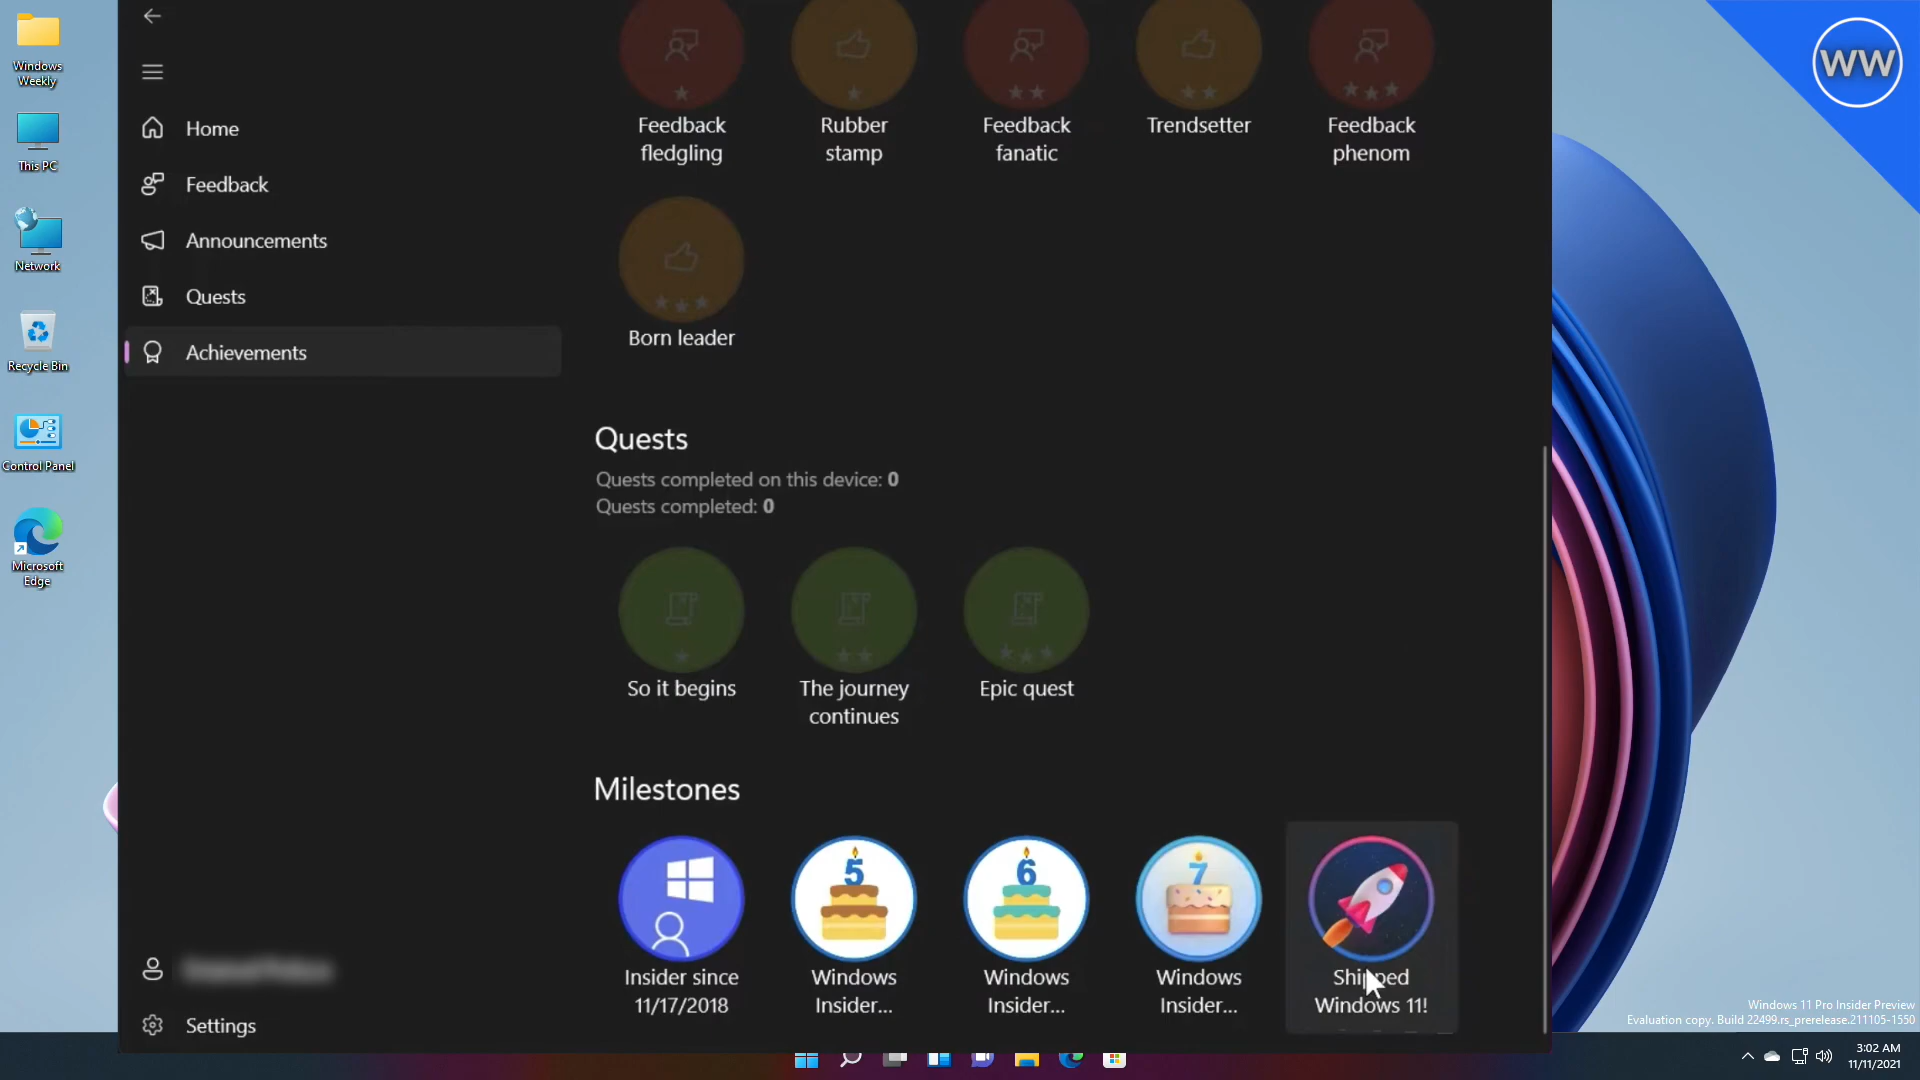 Windows
Weekly
This PC
Network
Recycle Bin
Control Panel
Microsoft
Edge
Home
Feedback
Announcements
Quests
Achievements
Settings
Feedback
fledgling
Rubber
stamp
Feedback
fanatic
Trendsetter
Feedback
phenom
Born leader
Quests
Quests completed on this device: 0
Quests completed: 0
So it begins
The journey
continues
Epic quest
Milestones
5
6
7
Insider since
11/17/2018
Windows
Insider...
Windows
Insider...
Windows
Insider...
Shipped
Windows 11!
WW
Windows 11 Pro Insider Preview
Evaluation copy. Build 22499.rs_prerelease.211105-1550
3:02 AM
11/11/2021